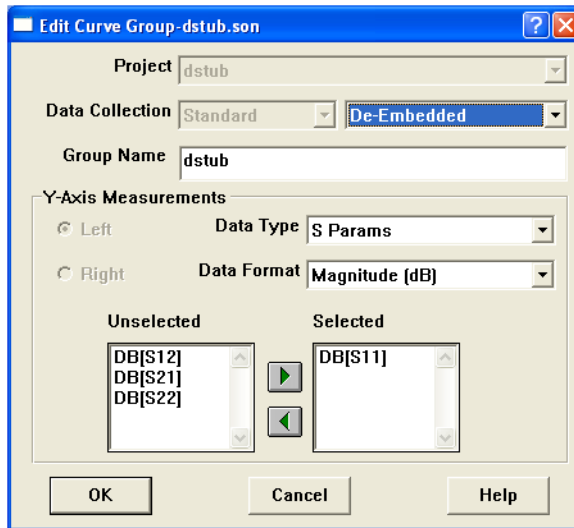 Edit Curve Group-dstub.son
Project dstub
Data Collection Standard De-Embedded
Group Name dstub
Y-Axis Measurements
Left Data Type S Params
Right Data Format Magnitude (dB)
Unselected Selected
DB[S12] DB[S11]
DB[S21]
DB[S22]
OK Cancel Help